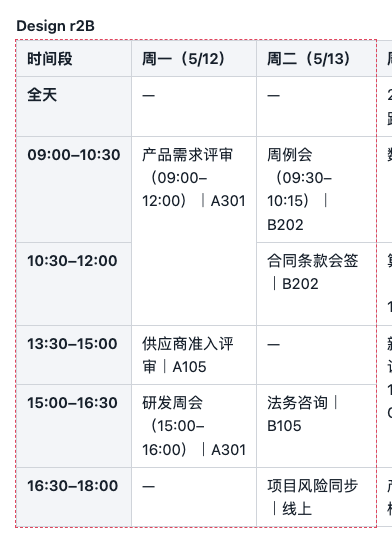 Design r2B
时间段
周一（5/12）
周二（5/13）
全天
—
—
09:00–10:30
产品需求评审
（09:00–
12:00）｜A301
周例会
（09:30–
10:15）｜
B202
10:30–12:00
合同条款会签
｜B202
13:30–15:00
供应商准入评
审｜A105
—
15:00–16:30
研发周会
（15:00–
16:00）｜A301
法务咨询｜
B105
16:30–18:00
—
项目风险同步
｜线上